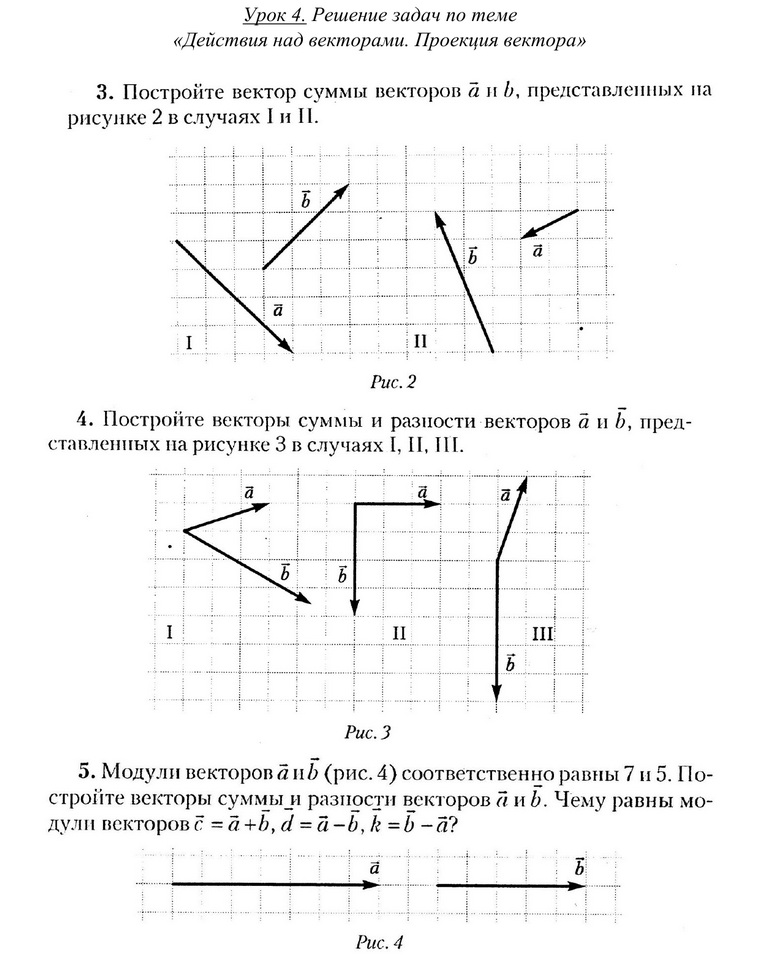 Урок 4. Решение задач по теме
«Действия над векторами. Проекция вектора»
3. Постройте вектор суммы векторов a⃗ и b, представленных на
рисунке 2 в случаях I и II.
b⃗
a⃗
I
b⃗
a⃗
II
Рис. 2
4. Постройте векторы суммы и разности векторов a⃗ и b⃗, пред-
ставленных на рисунке 3 в случаях I, II, III.
a⃗
b⃗
I
a⃗
b⃗
II
a⃗
b⃗
III
Рис. 3
5. Модули векторов a⃗ и b⃗ (рис. 4) соответственно равны 7 и 5. По-
стройте векторы суммы и разности векторов a⃗ и b⃗. Чему равны мо-
дули векторов c⃗ = a⃗ + b⃗, d⃗ = a⃗ – b⃗, k⃗ = b⃗ – a⃗?
a⃗
b⃗
Рис. 4